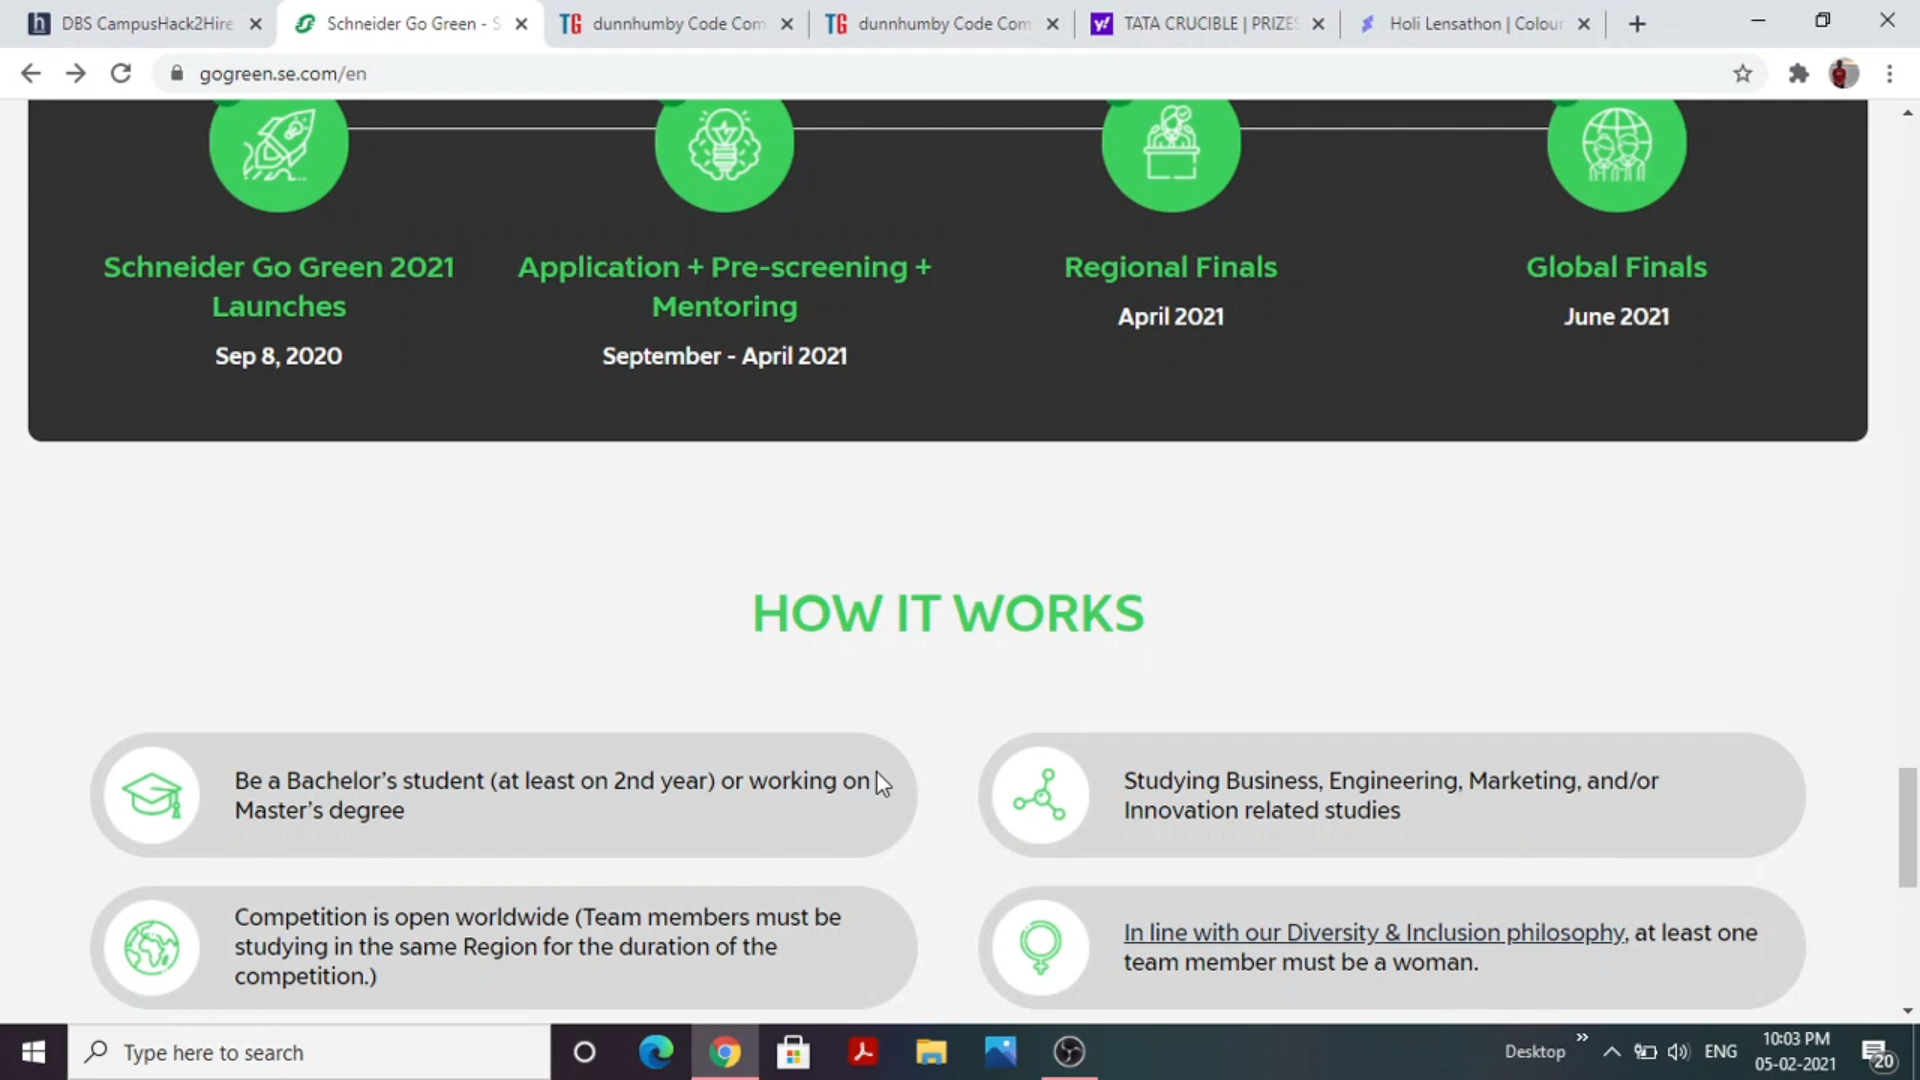 DBS CampusHack2Hire
Schneider Go Green - S
TG dunnhumby Code Com
TG dunnhumby Code Com
y! TATA CRUCIBLE | PRIZES
Holi Lensathon | Colour
gogreen.se.com/en
Schneider Go Green 2021
Launches
Sep 8, 2020
Application + Pre-screening +
Mentoring
September - April 2021
Regional Finals
April 2021
Global Finals
June 2021
HOW IT WORKS
Be a Bachelor's student (at least on 2nd year) or working on
Master's degree
Studying Business, Engineering, Marketing, and/or
Innovation related studies
Competition is open worldwide (Team members must be
studying in the same Region for the duration of the
competition.)
In line with our Diversity & Inclusion philosophy, at least one
team member must be a woman.
Type here to search
Desktop
ENG
10:03 PM
05-02-2021
20